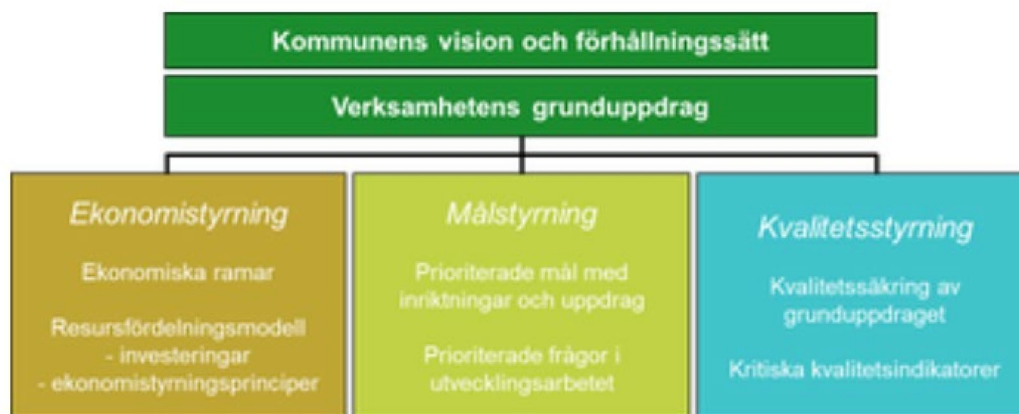 Kommunens vision och förhållningssätt
Verksamhetens grunduppdrag
Ekonomistyrning
Ekonomiska ramar
Resursfördelningsmodell
- investeringar
- ekonomistyrningsprinciper
Målstyrning
Prioriterade mål med
inriktningar och uppdrag
Prioriterade frågor i
utvecklingsarbetet
Kvalitetsstyrning
Kvalitetssäkring av
grunduppdraget
Kritiska kvalitetsindikatorer